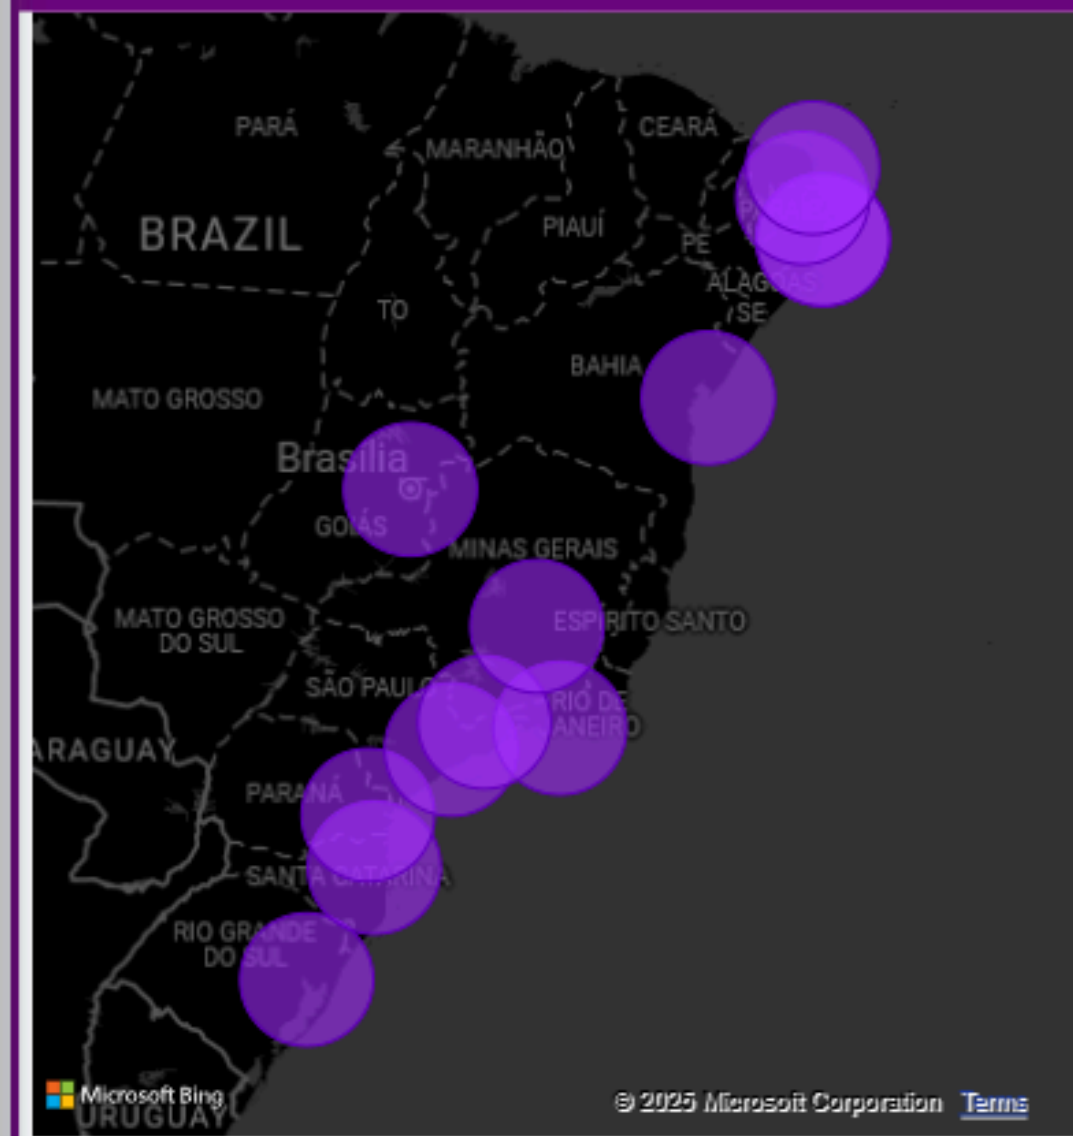 PARÁ
CEARÁ
MARANHÃO
BRAZIL
PIAUÍ
PE
ALAGOAS
SE
TO
BAHIA
MATO GROSSO
Brasília
GOIÁS
MINAS GERAIS
MATO GROSSO
DO SUL
ESPÍRITO SANTO
SÃO PAULO
RIO DE
JANEIRO
ARAGUAY
PARANÁ
SANTA CATARINA
RIO GRANDE
DO SUL
Microsoft Bing
URUGUAY
© 2025 Microsoft Corporation Terms